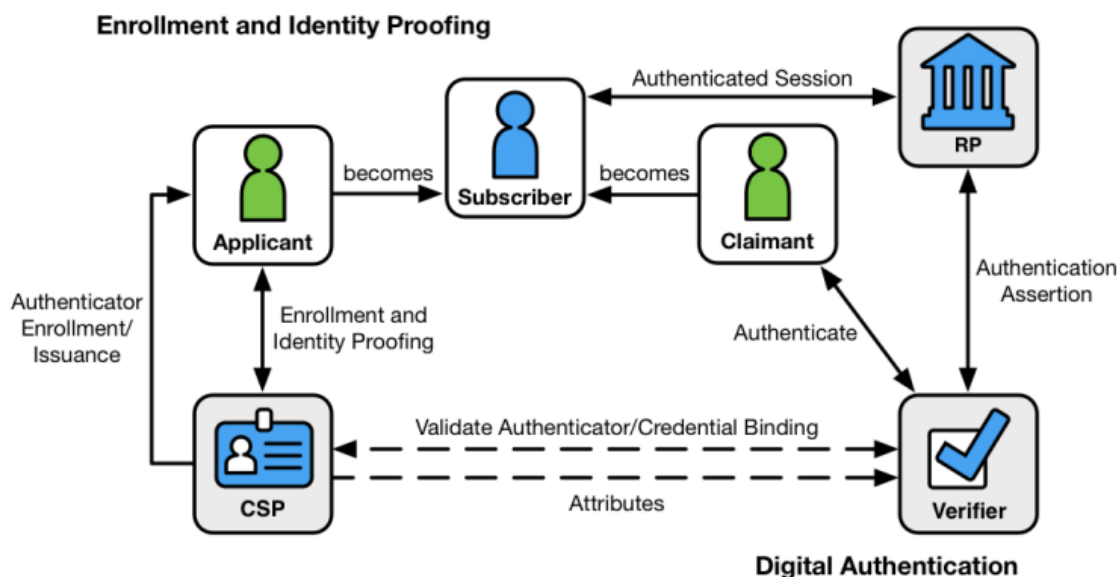 Enrollment and Identity Proofing
Authenticated Session
RP
becomes
Subscriber
becomes
Applicant
Claimant
Authenticator
Enrollment/
Issuance
Enrollment and
Identity Proofing
Authenticate
Authentication
Assertion
Validate Authenticator/Credential Binding
CSP
Attributes
Verifier
Digital Authentication